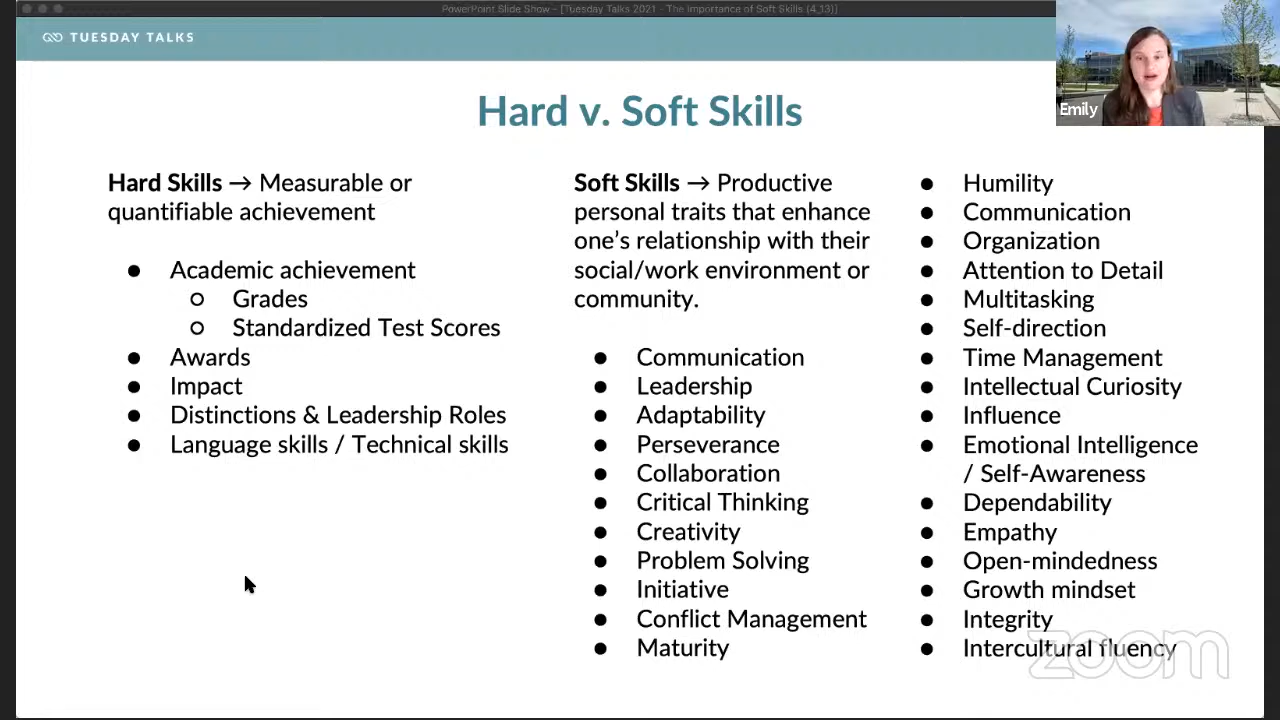 PowerPoint Slide Show - [Tuesday Talks 2021 - The Importance of Soft Skills (4_13)]
TUESDAY TALKS
Emily
Hard v. Soft Skills
Hard Skills → Measurable or
quantifiable achievement
● Academic achievement
○ Grades
○ Standardized Test Scores
● Awards
● Impact
● Distinctions & Leadership Roles
● Language skills / Technical skills
Soft Skills → Productive
personal traits that enhance
one’s relationship with their
social/work environment or
community.
● Communication
● Leadership
● Adaptability
● Perseverance
● Collaboration
● Critical Thinking
● Creativity
● Problem Solving
● Initiative
● Conflict Management
● Maturity
● Humility
● Communication
● Organization
● Attention to Detail
● Multitasking
● Self-direction
● Time Management
● Intellectual Curiosity
● Influence
● Emotional Intelligence
/ Self-Awareness
● Dependability
● Empathy
● Open-mindedness
● Growth mindset
● Integrity
● Intercultural fluency
zoom